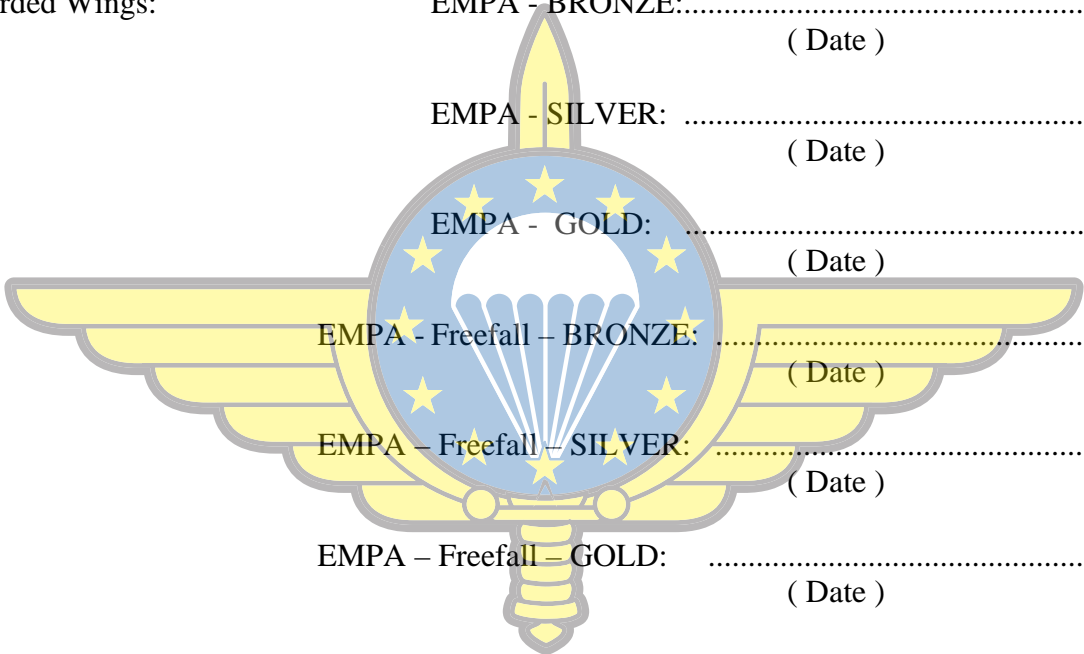 Wings: EMPA - BRONZE:..................................................
( Date )
EMPA - SILVER: ..................................................
( Date )
EMPA - GOLD: ..................................................
( Date )
EMPA - Freefall – BRONZE: ..............................................
( Date )
EMPA – Freefall – SILVER: ..............................................
( Date )
EMPA – Freefall – GOLD: ...............................................
( Date )